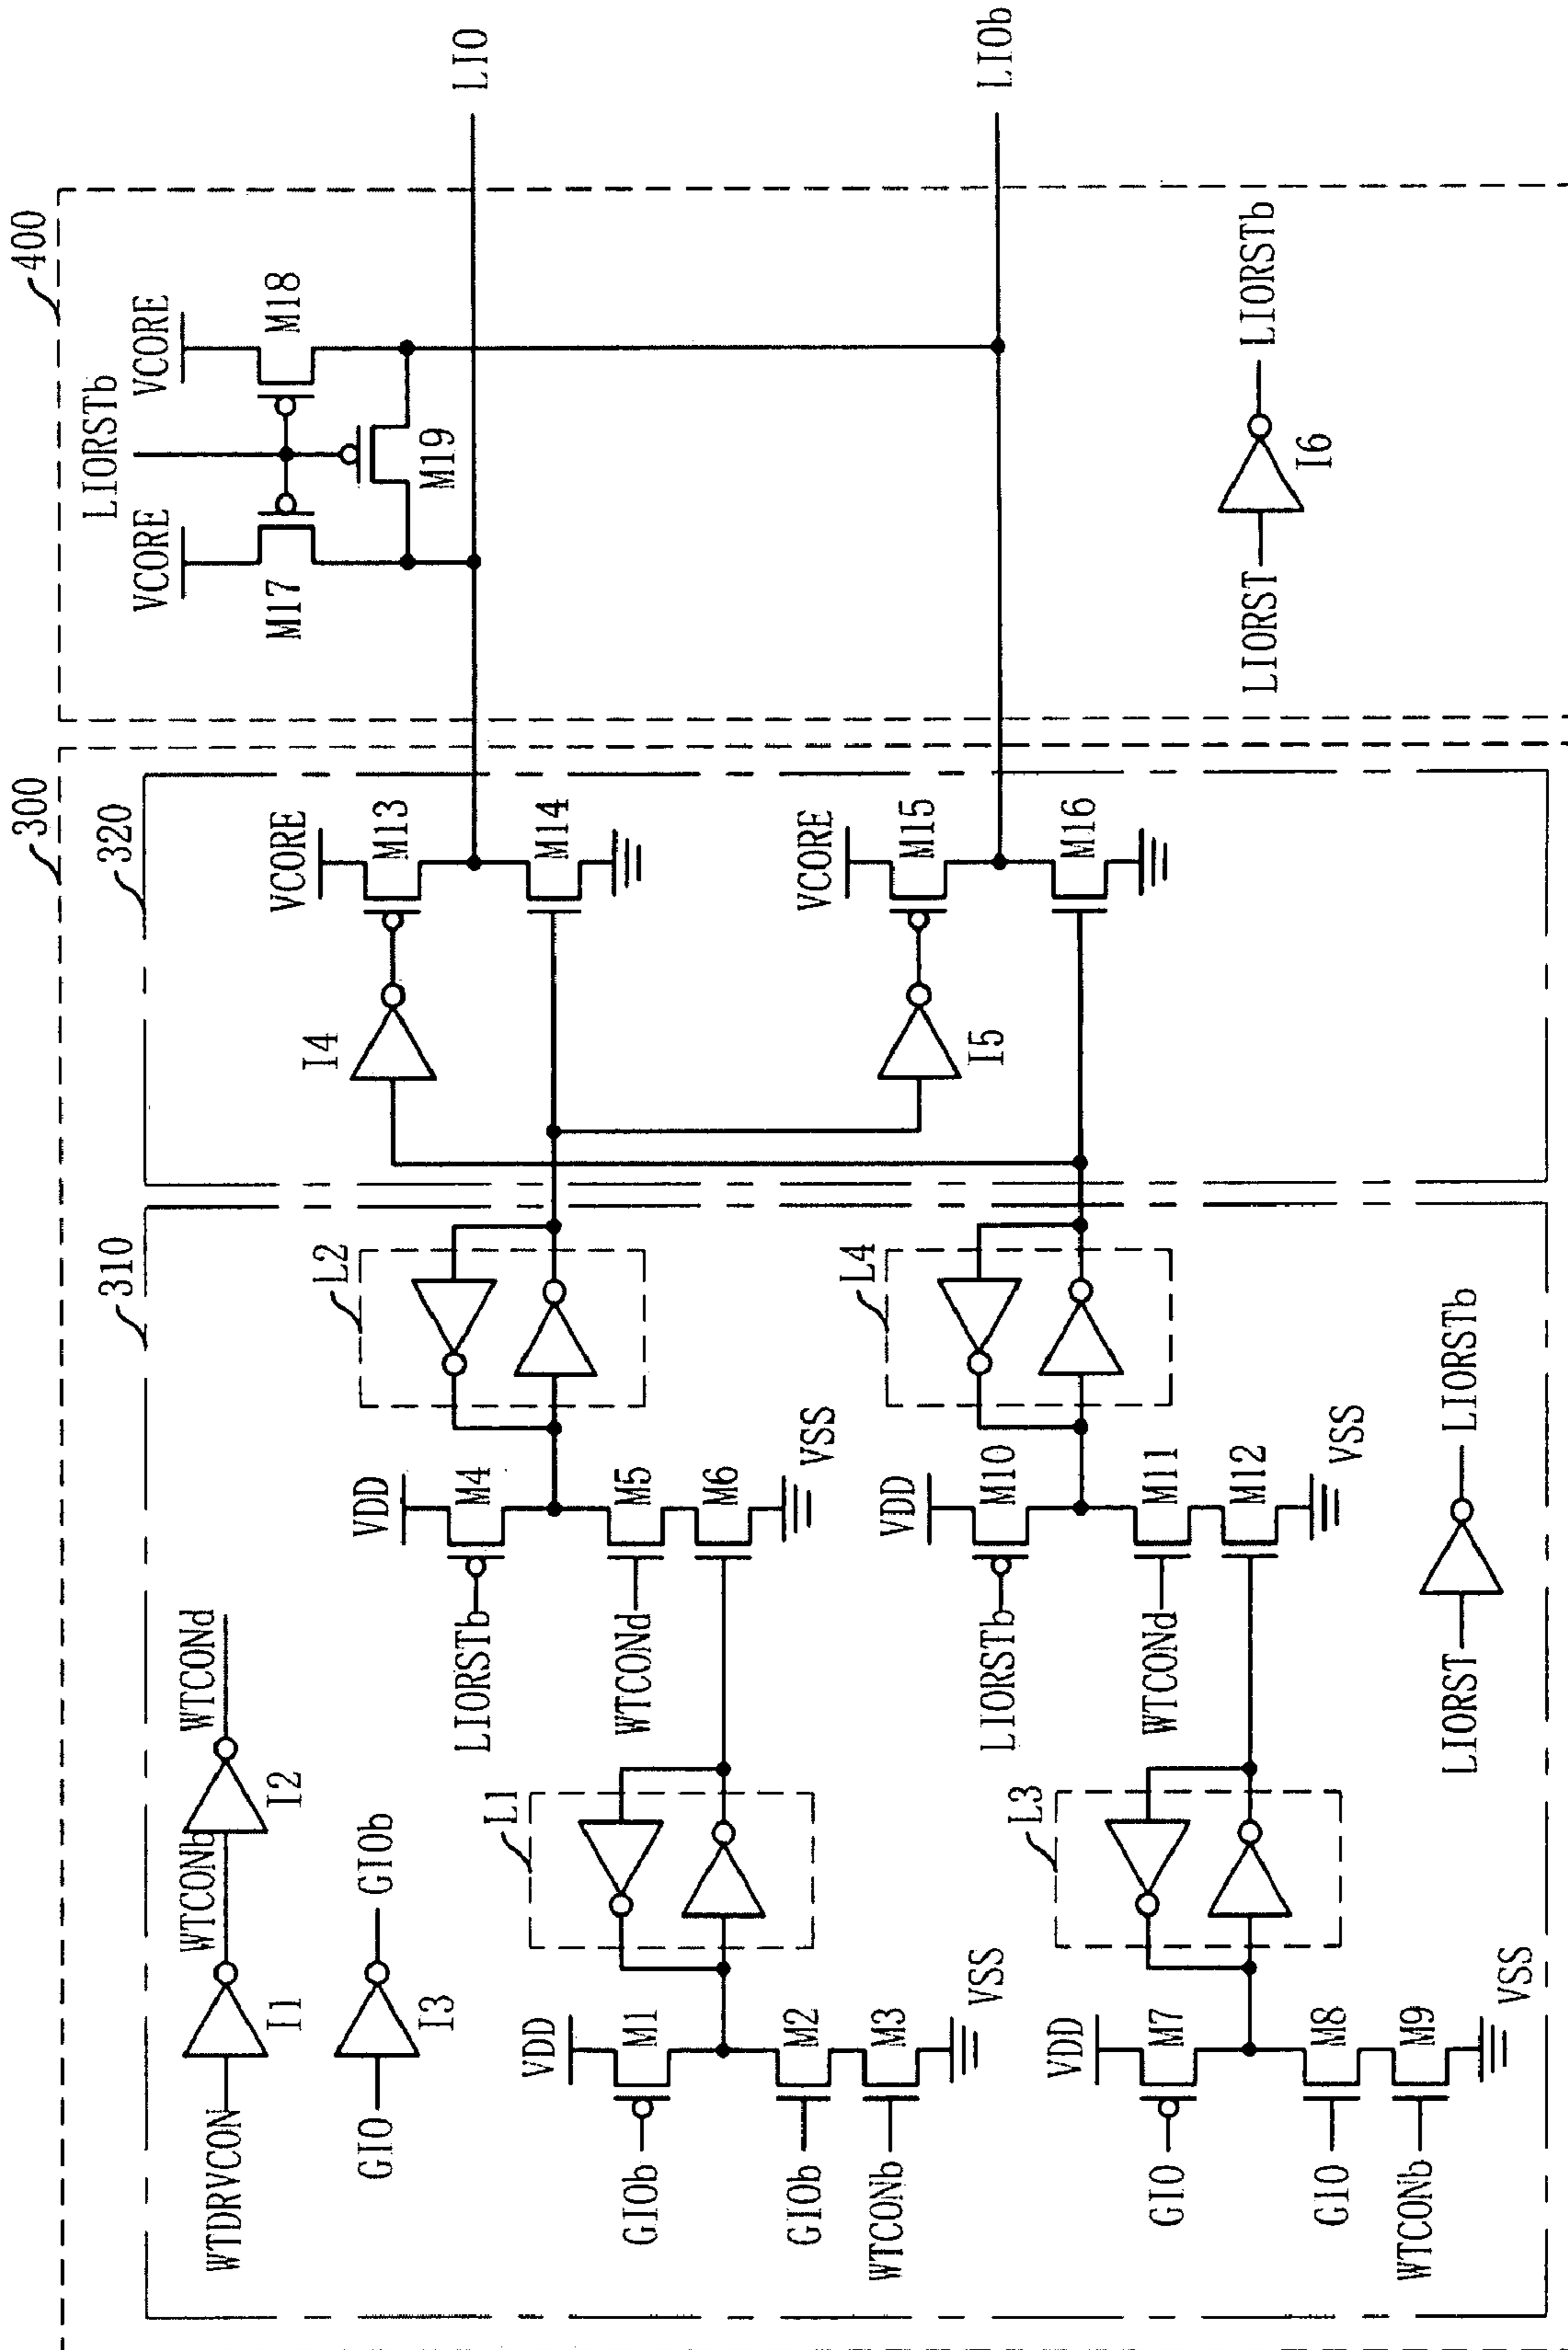 300
400
310
320
WTDRVCON
I1
WTCONb
I2
WTCONd
GIO
I3
GIOb
VDD
GIOb
M1
GIOb
M2
WTCONb
M3
VSS
L1
VDD
LIORSTb
M4
WTCONd
M5
M6
VSS
L2
VDD
GIO
M7
GIO
M8
WTCONb
M9
VSS
L3
VDD
LIORSTb
M10
WTCONd
M11
M12
VSS
L4
LIORST
LIORSTb
I4
VCORE
M13
M14
I5
VCORE
M15
M16
LIORSTb
VCORE
VCORE
M17
M18
M19
LIO
LIOb
LIORST
I6
LIORSTb